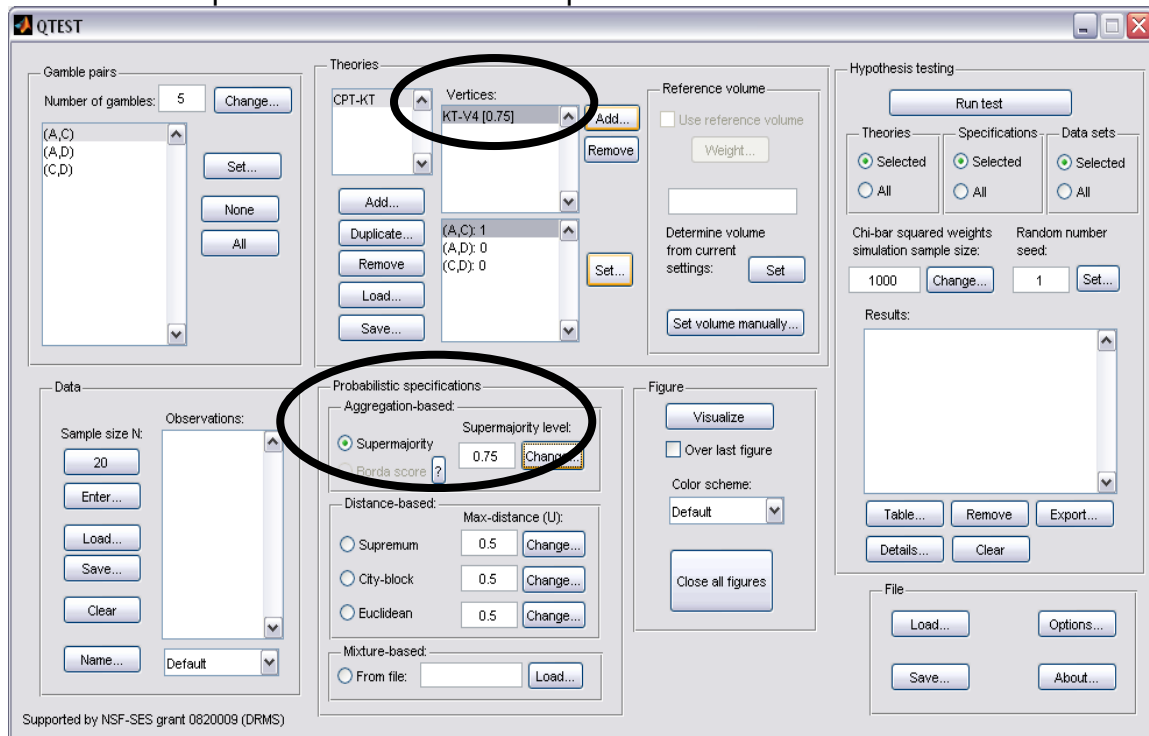 QTEST
Gamble pairs
Number of gambles: 5 Change...
(A,C)
(A,D)
(C,D)
Set...
None
All
Theories
CPT-KT
Vertices:
KT-V4 [0.75]
Add...
Remove
Add...
Duplicate...
Remove
Load...
Save...
(A,C): 1
(A,D): 0
(C,D): 0
Set...
Reference volume
Use reference volume
Weight...
Determine volume
from current
settings: Set
Set volume manually...
Hypothesis testing
Run test
Theories
Selected
All
Specifications
Selected
All
Data sets
Selected
All
Chi-bar squared weights
simulation sample size:
1000 Change...
Random number
seed:
1 Set...
Results:
Table... Remove Export...
Details... Clear
Data
Sample size N:
20
Enter...
Load...
Save...
Clear
Name...
Observations:
Default
Probabilistic specifications
Aggregation-based:
Supermajority level:
Supermajority 0.75 Change...
Borda score ?
Distance-based:
Max-distance (U):
Supremum 0.5 Change...
City-block 0.5 Change...
Euclidean 0.5 Change...
Mixture-based:
From file: Load...
Figure
Visualize
Over last figure
Color scheme:
Default
Close all figures
File
Load... Options...
Save... About...
Supported by NSF-SES grant 0820009 (DRMS)